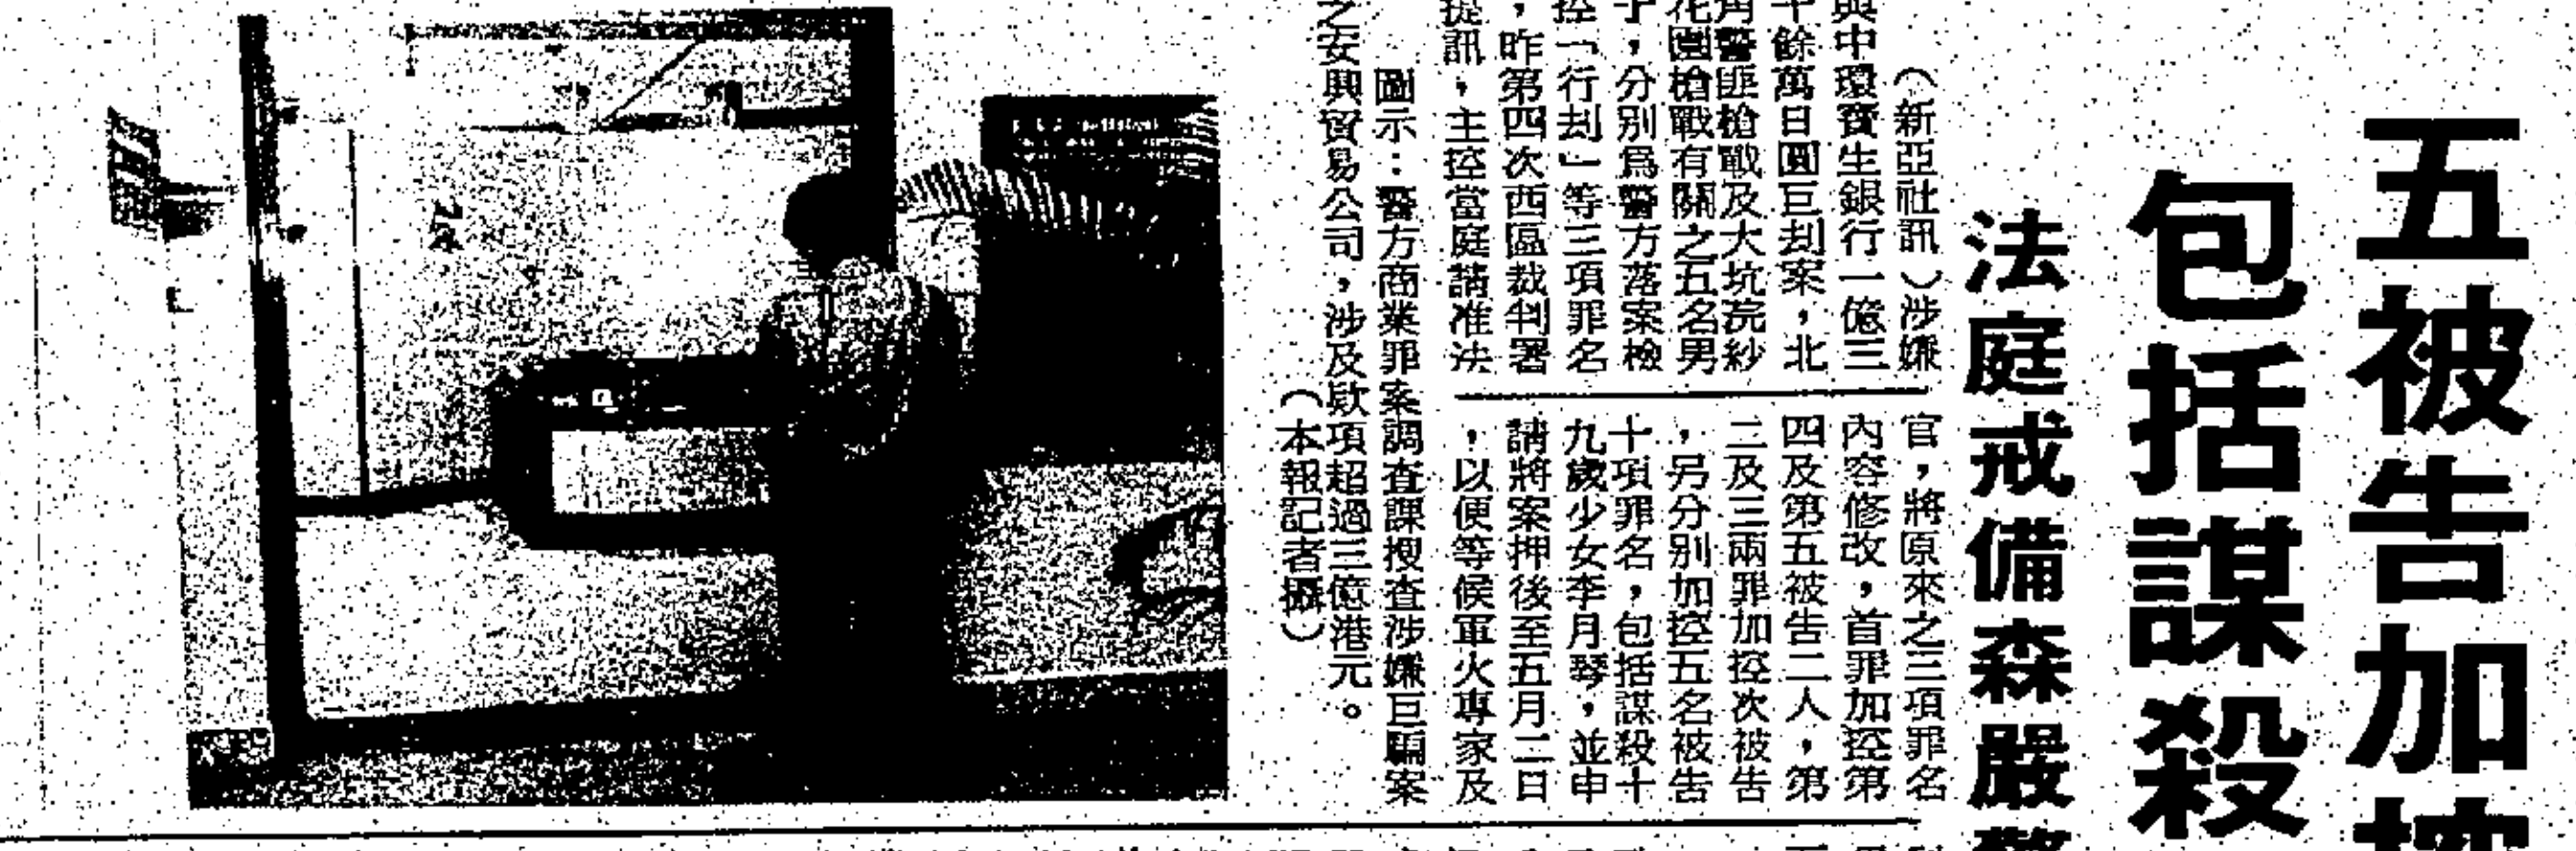 五被告加控
包括謀殺
法庭戒備森嚴
（新亞社訊）涉嫌
與中環寶生銀行一億三
千餘萬日圓巨刦案，北
角警匪槍戰及大坑浣紗
花園槍戰有關之五名男
子，分別爲警方落案檢
控「行刦」等三項罪名
，昨第四次西區裁判署
提訊，主控當庭請准法
官，將原來之三項罪名
內容修改，首罪加控第
四及第五被告二人，第
二及三兩罪加控次被告
，另分別加控五名被告
十項罪名，包括謀殺十
九歲少女李月琴，並申
請將案押後至五月二日
，以便等候軍火專家及
圖示：警方商業罪案調查課搜查涉嫌巨騙案
之安興貿易公司，涉及欵項超過三億港元。
（本報記者攝）